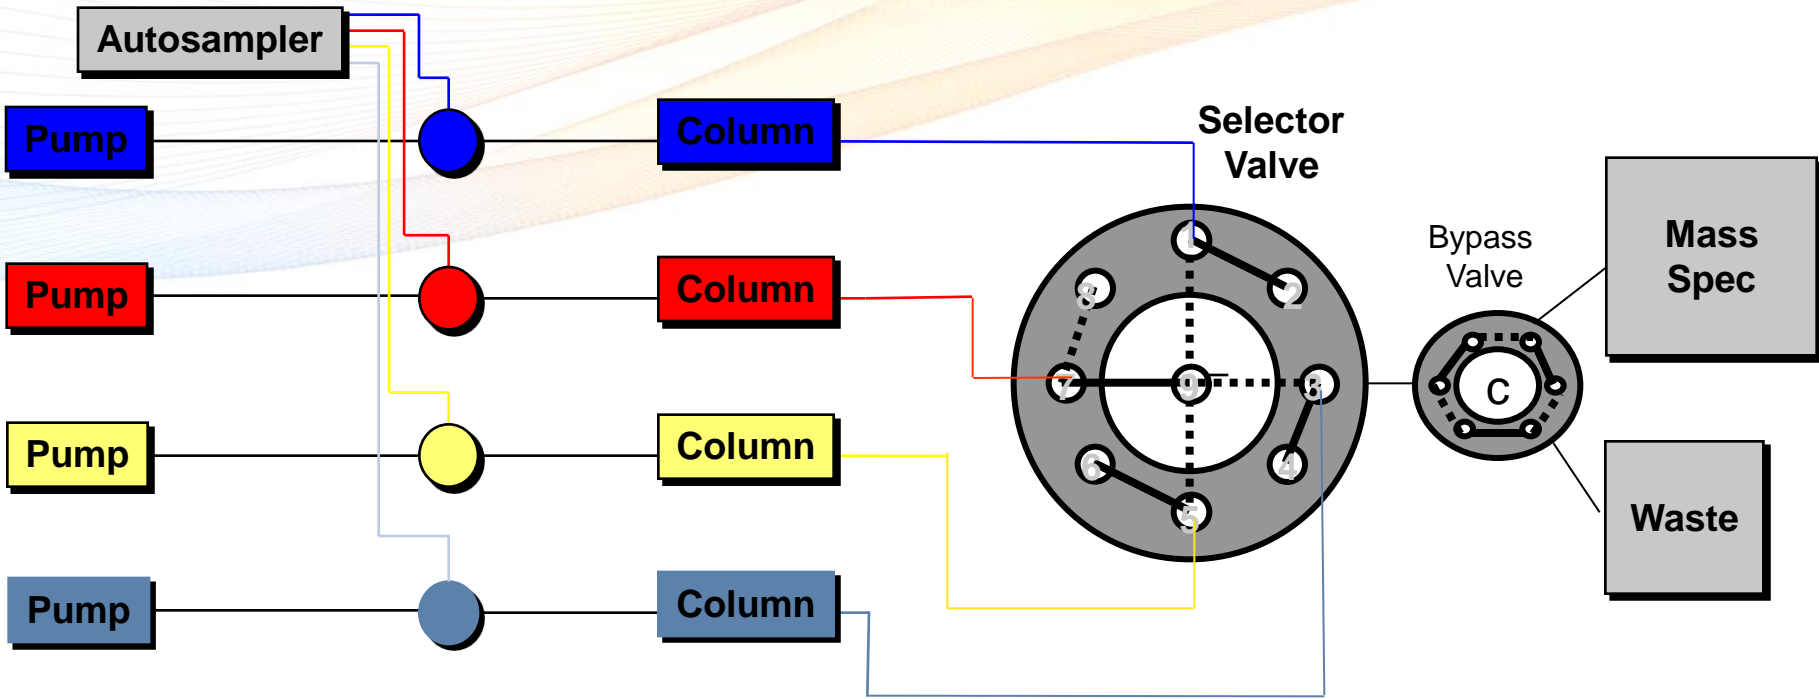 Autosampler
Pump
Column
Selector
Valve
Pump
Column
Bypass
Valve
Mass
Spec
1
2
8
7
9
3
6
4
5
C
Pump
Column
Waste
Pump
Column